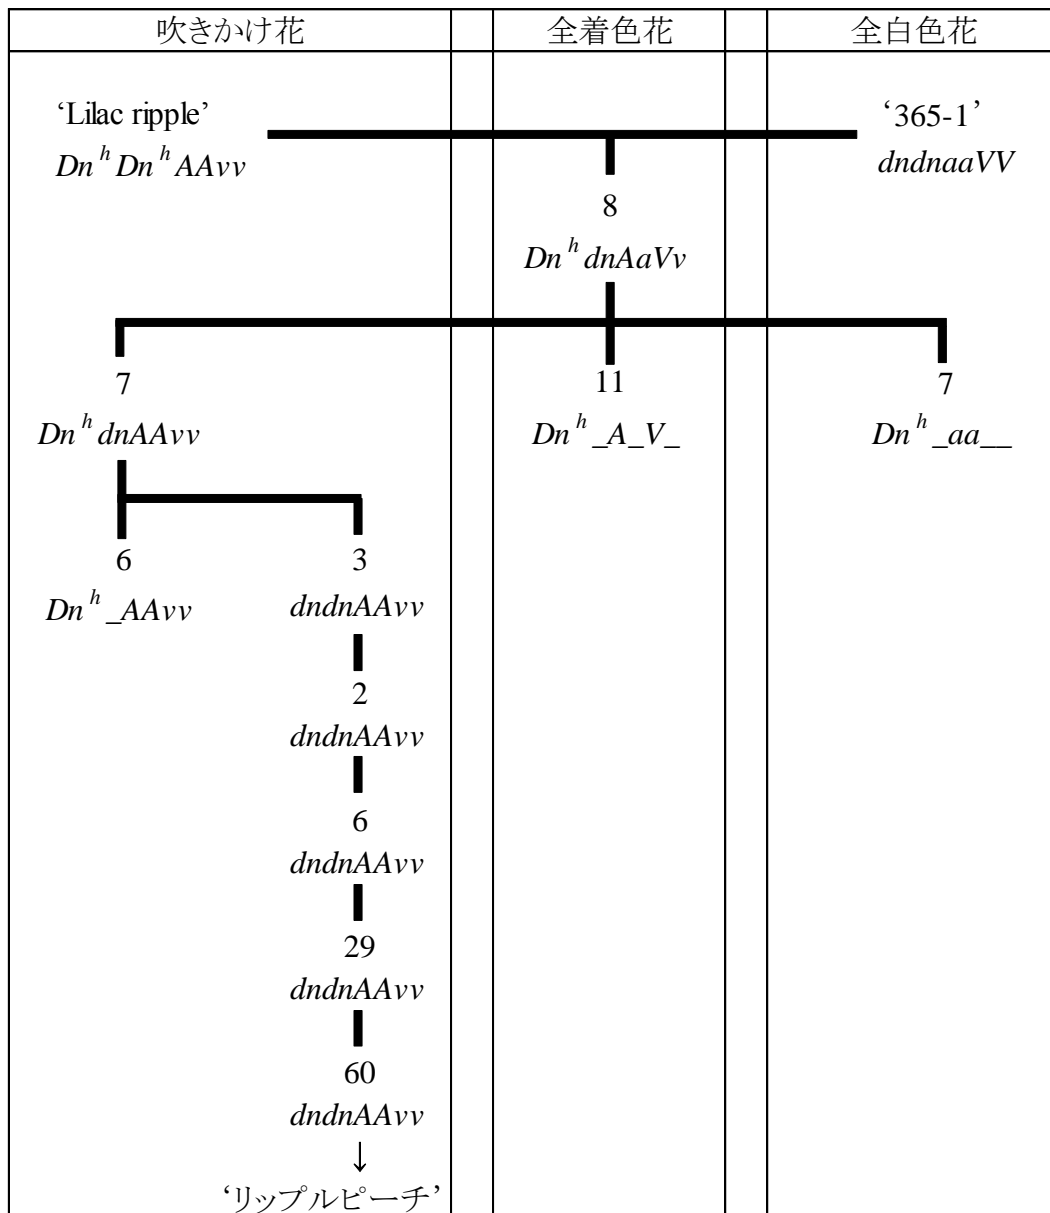 吹きかけ花 全着色花 全白色花
‘Lilac ripple’ ‘365-1’
Dn^h Dn^h AAvv dndnaaVV
8
Dn^h dnAaVv
7 11 7
Dn^h dnAAvv Dn^h _A_V_ Dn^h _aa__
6 3
Dn^h _AAvv dndnAAvv
2
dndnAAvv
6
dndnAAvv
29
dndnAAvv
60
dndnAAvv
↓
‘リップルピーチ’